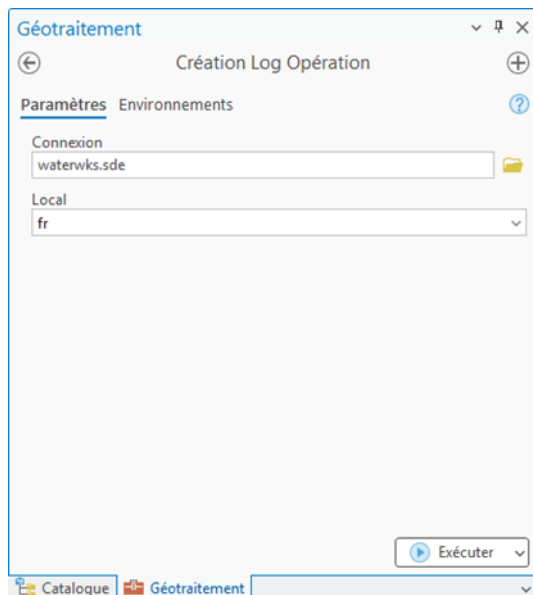 Géotraitement
Création Log Opération
Paramètres Environnements
Connexion
waterwks.sde
Local
fr
Exécuter
Catalogue Géotraitement